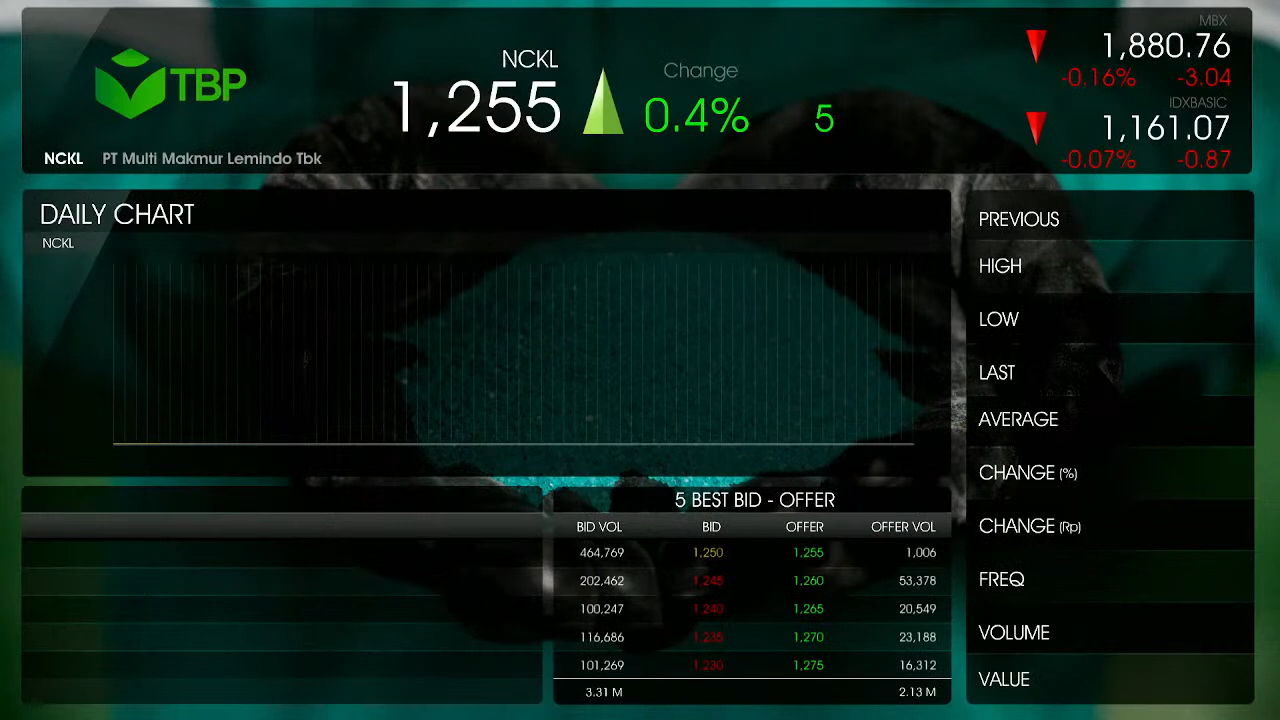 TBP
NCKL
1,255
Change
0.4% 5
MBX
1,880.76
-0.16% -3.04
IDXBASIC
1,161.07
-0.07% -0.87
NCKL PT Multi Makmur Lemindo Tbk
DAILY CHART
NCKL
PREVIOUS
HIGH
LOW
LAST
AVERAGE
CHANGE (%)
CHANGE (Rp)
FREQ
VOLUME
VALUE
5 BEST BID - OFFER
BID VOL BID OFFER OFFER VOL
464,769 1,250 1,255 1,006
202,462 1,245 1,260 53,378
100,247 1,240 1,265 20,549
116,686 1,235 1,270 23,188
101,269 1,230 1,275 16,312
3.31 M 2.13 M